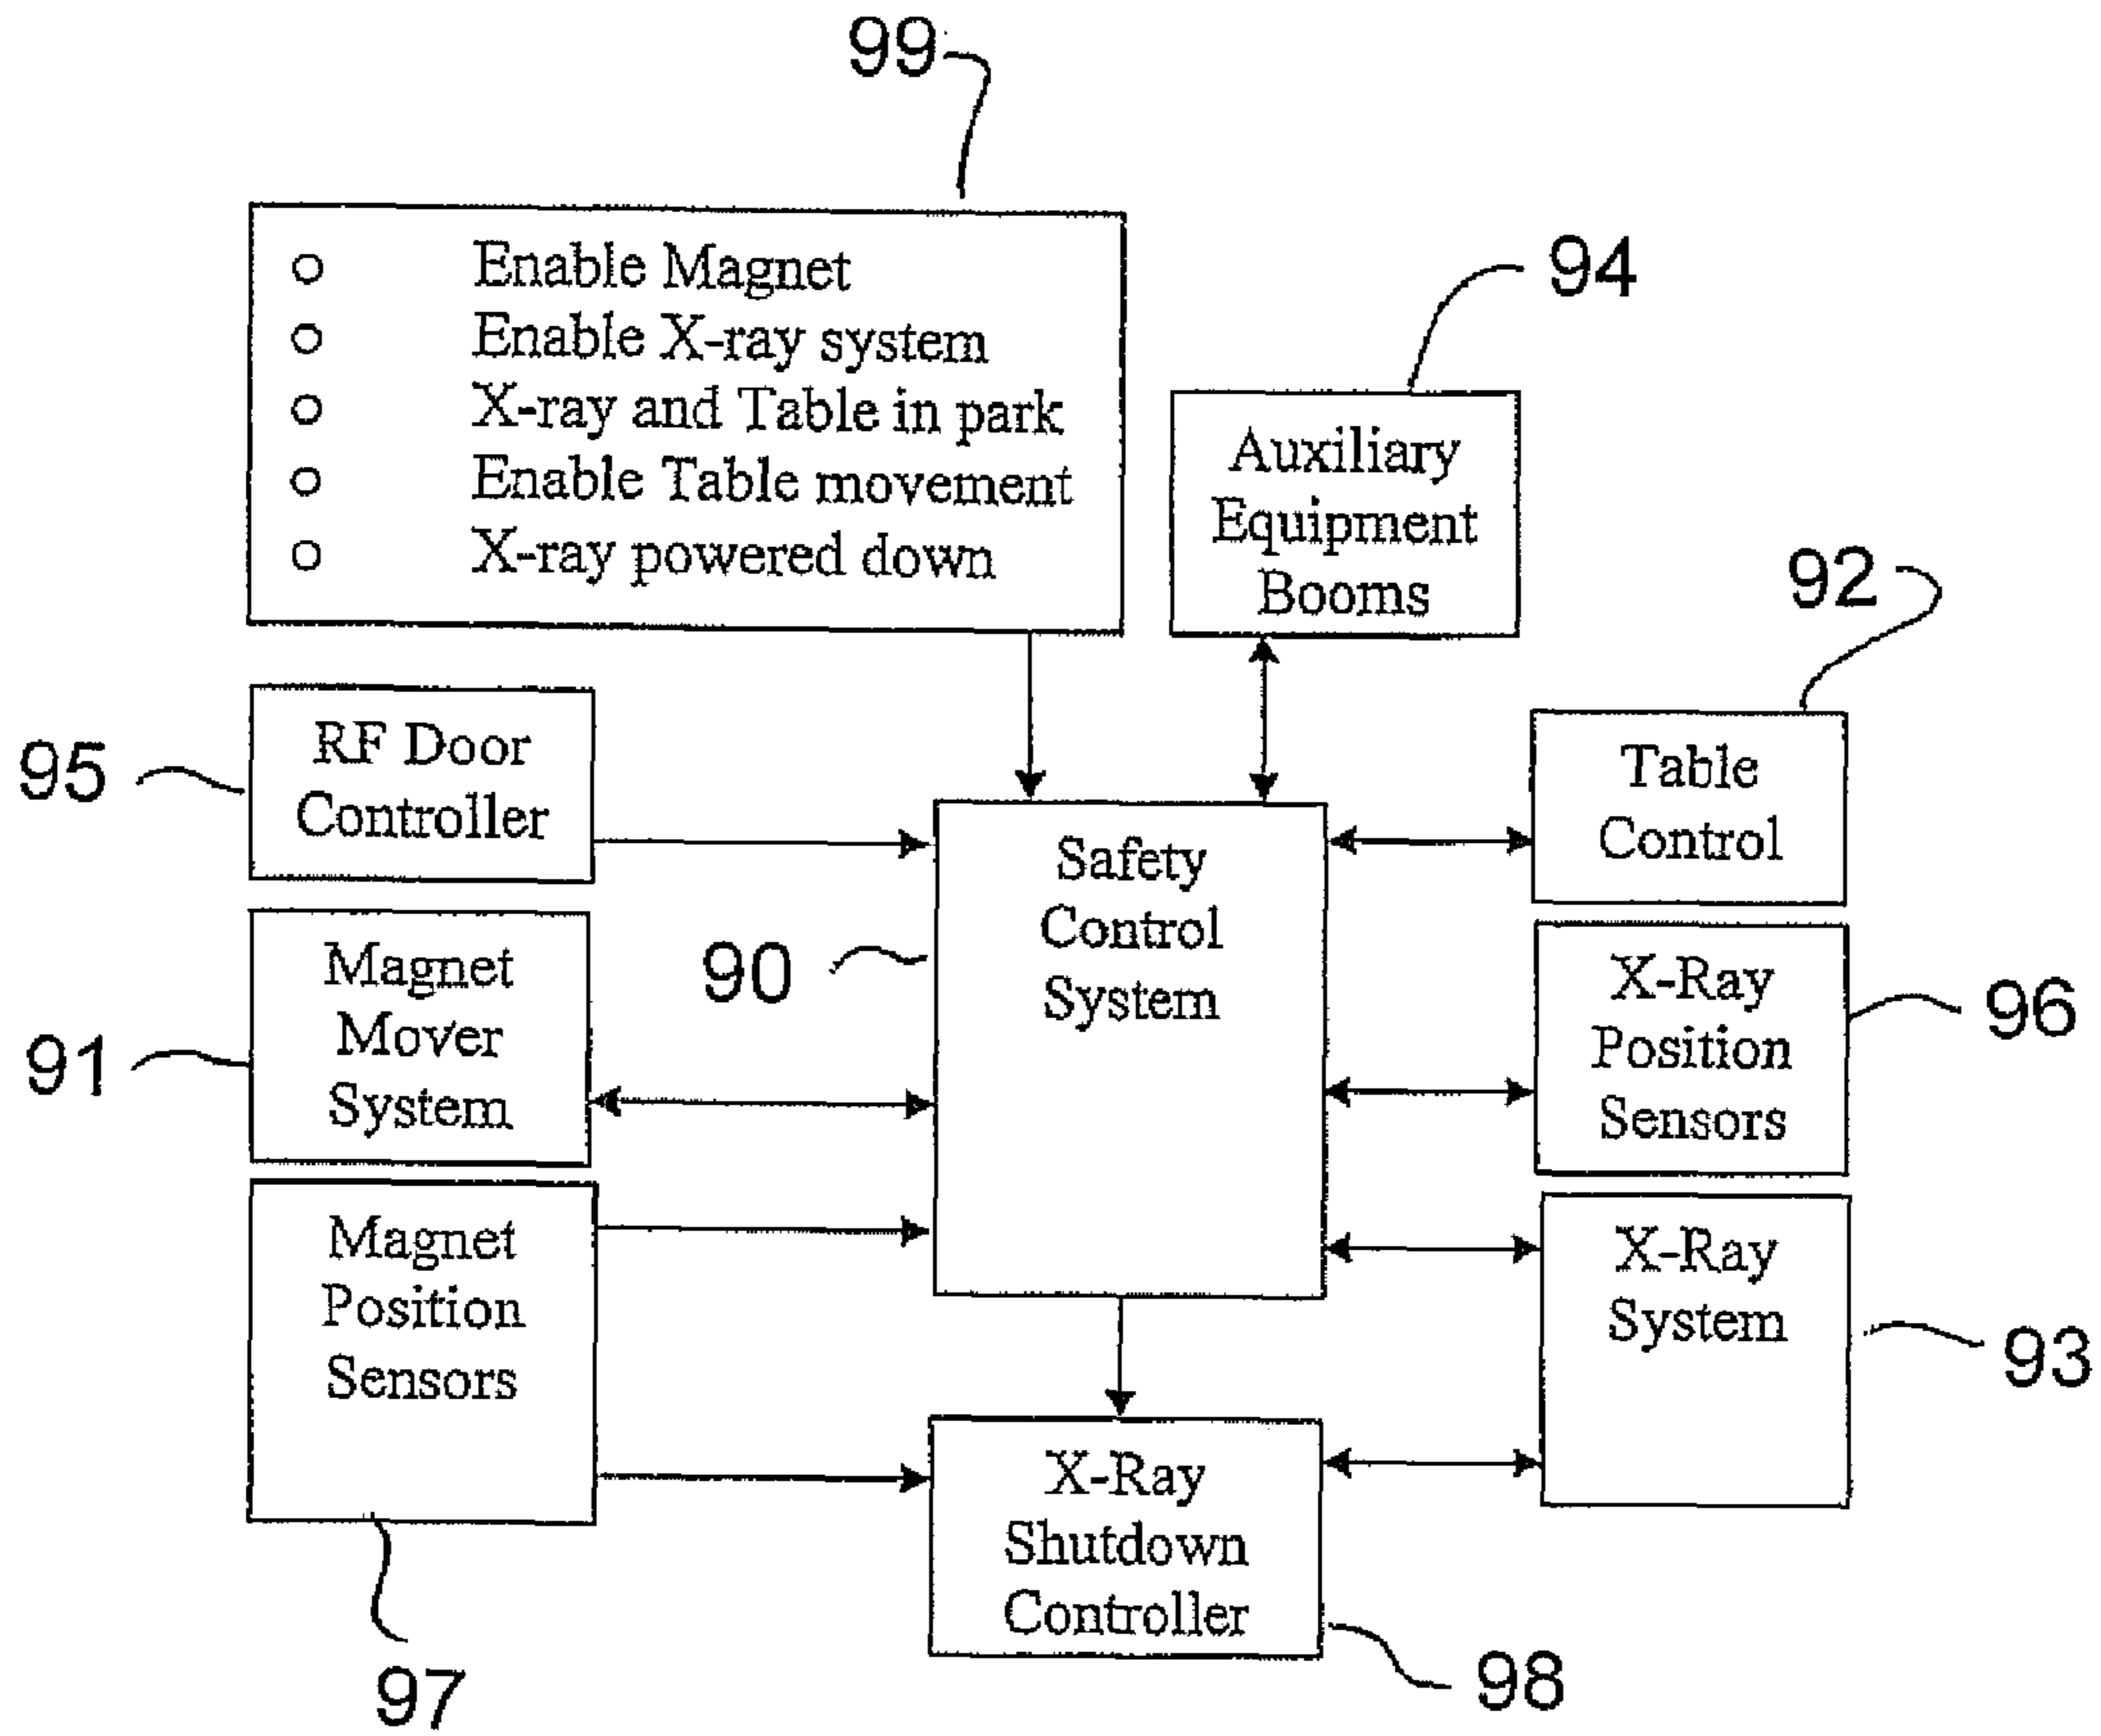 99
○ Enable Magnet
○ Enable X-ray system
○ X-ray and Table in park
○ Enable Table movement
○ X-ray powered down
94
Auxiliary
Equipment
Booms
92
95
RF Door
Controller
Table
Control
90
Safety
Control
System
91
Magnet
Mover
System
X-Ray
Position
Sensors
96
Magnet
Position
Sensors
97
X-Ray
System
93
X-Ray
Shutdown
Controller
98